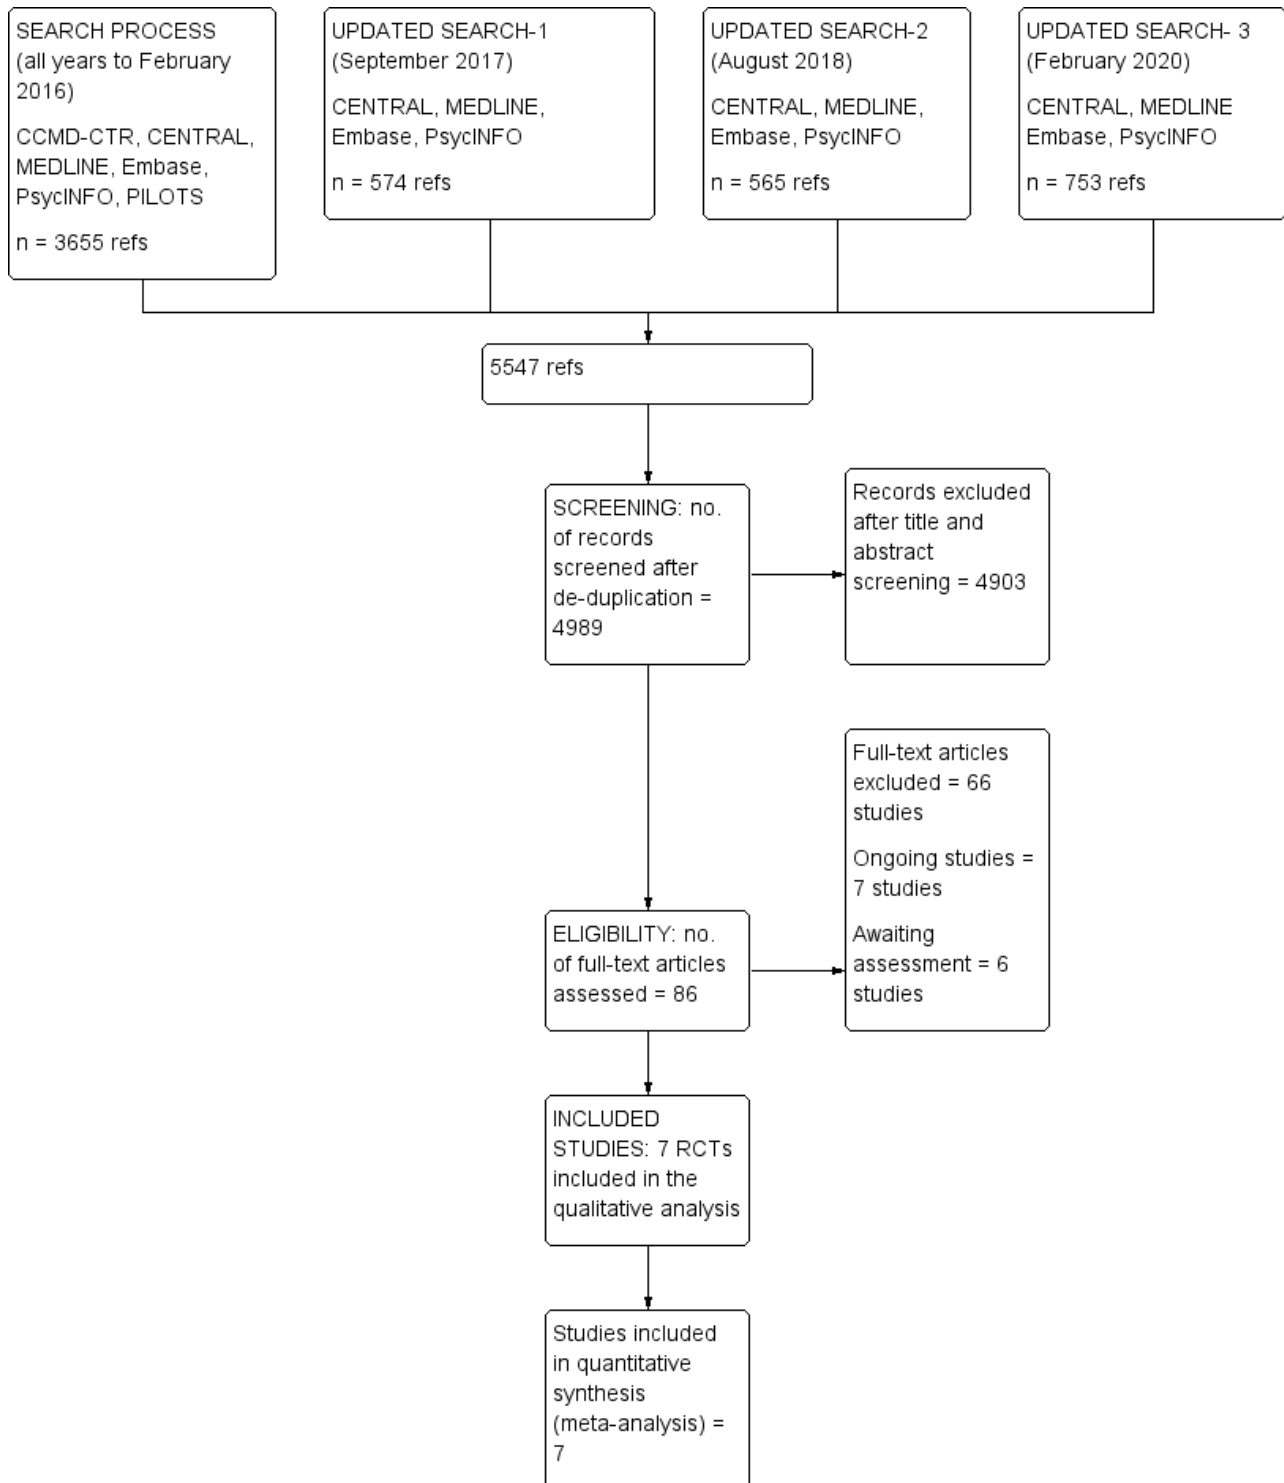 SEARCH PROCESS
(all years to February
2016)
CCMD-CTR, CENTRAL,
MEDLINE, Embase,
PsycINFO, PILOTS
n = 3655 refs
UPDATED SEARCH-1
(September 2017)
CENTRAL, MEDLINE,
Embase, PsycINFO
n = 574 refs
UPDATED SEARCH-2
(August 2018)
CENTRAL, MEDLINE,
Embase, PsycINFO
n = 565 refs
UPDATED SEARCH- 3
(February 2020)
CENTRAL, MEDLINE
Embase, PsycINFO
n = 753 refs
5547 refs
SCREENING: no.
of records
screened after
de-duplication =
4989
Records excluded
after title and
abstract
screening = 4903
Full-text articles
excluded = 66
studies
Ongoing studies =
7 studies
Awaiting
assessment = 6
studies
ELIGIBILITY: no.
of full-text articles
assessed = 86
INCLUDED
STUDIES: 7 RCTs
included in the
qualitative analysis
Studies included
in quantitative
synthesis
(meta-analysis) =
7